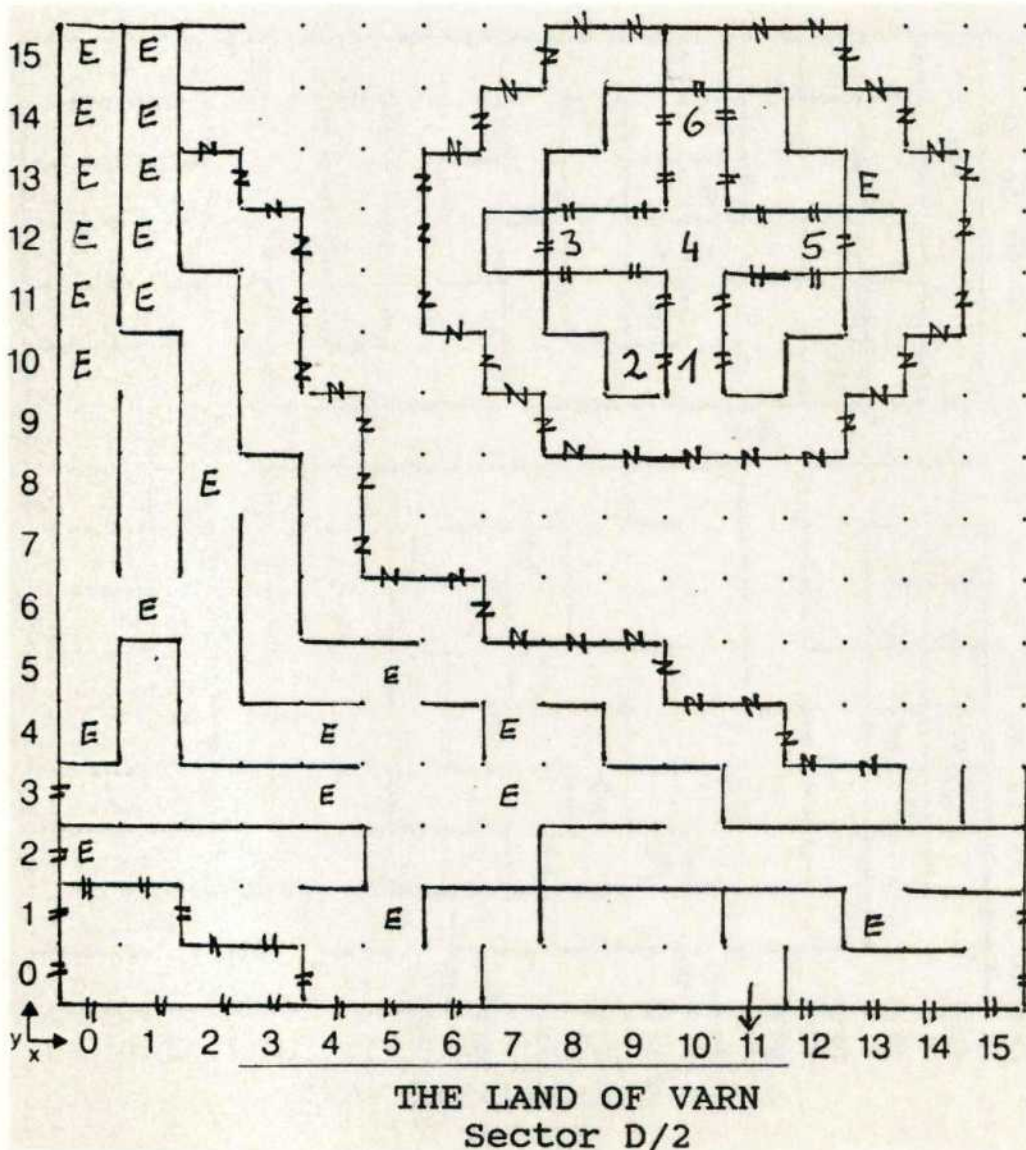 15 E E
14 E E 6
13 E E E
12 E E 3 4 5
11 E E
10 E 2 1
9
8 E
7
6 E
5 E
4 E E E
3 E E
2 E
1 E E
0
y x 0 1 2 3 4 5 6 7 8 9 10 11 12 13 14 15
THE LAND OF VARN
Sector D/2